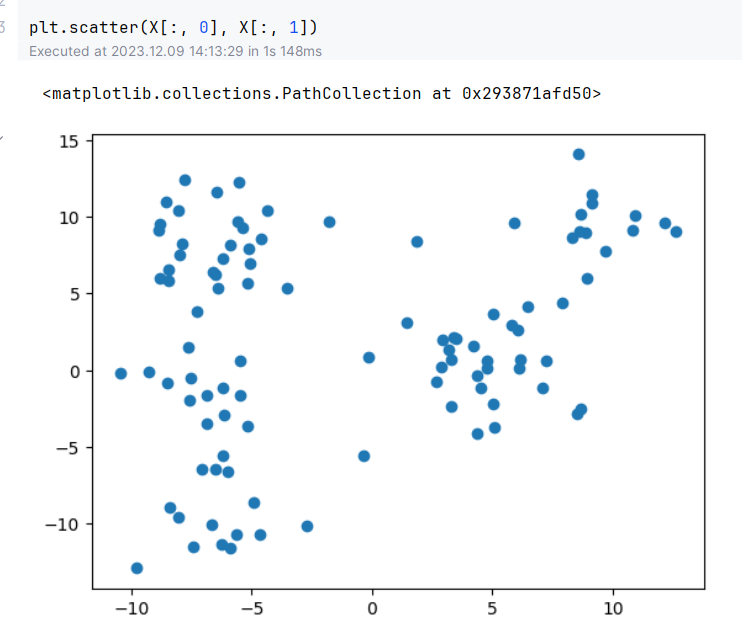 2
3 plt.scatter(X[:, 0], X[:, 1])
Executed at 2023.12.09 14:13:29 in 1s 148ms
<matplotlib.collections.PathCollection at 0x293871afd50>
15
10
5
0
−5
−10
−10 −5 0 5 10